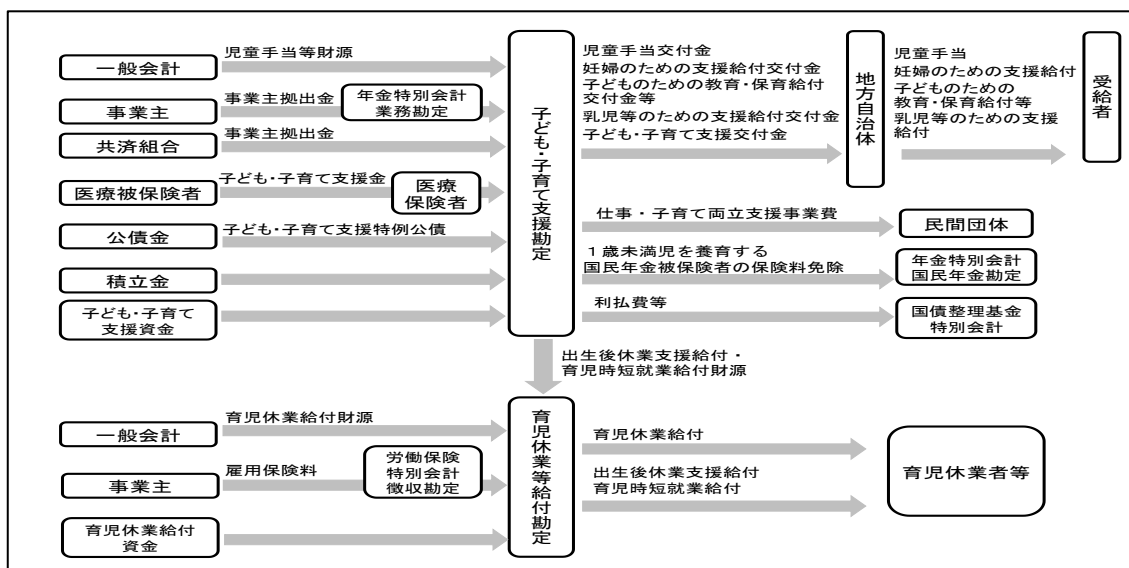 一般会計
児童手当等財源
事業主
事業主拠出金
年金特別会計
業務勘定
共済組合
事業主拠出金
医療被保険者
子ども・子育て支援金
医療
保険者
公債金
子ども・子育て支援特例公債
積立金
子ども・子育て
支援資金
子ども・子育て支援勘定
児童手当交付金
妊婦のための支援給付交付金
子どものための教育・保育給付
交付金等
乳児等のための支援給付交付金
子ども・子育て支援交付金
地方自治体
児童手当
妊婦のための支援給付
子どものための
教育・保育給付等
乳児等のための支援
給付
受給者
仕事・子育て両立支援事業費
民間団体
１歳未満児を養育する
国民年金被保険者の保険料免除
年金特別会計
国民年金勘定
利払費等
国債整理基金
特別会計
出生後休業支援給付・
育児時短就業給付財源
一般会計
育児休業給付財源
事業主
雇用保険料
労働保険
特別会計
徴収勘定
育児休業給付
資金
育児休業等給付勘定
育児休業給付
出生後休業支援給付
育児時短就業給付
育児休業者等